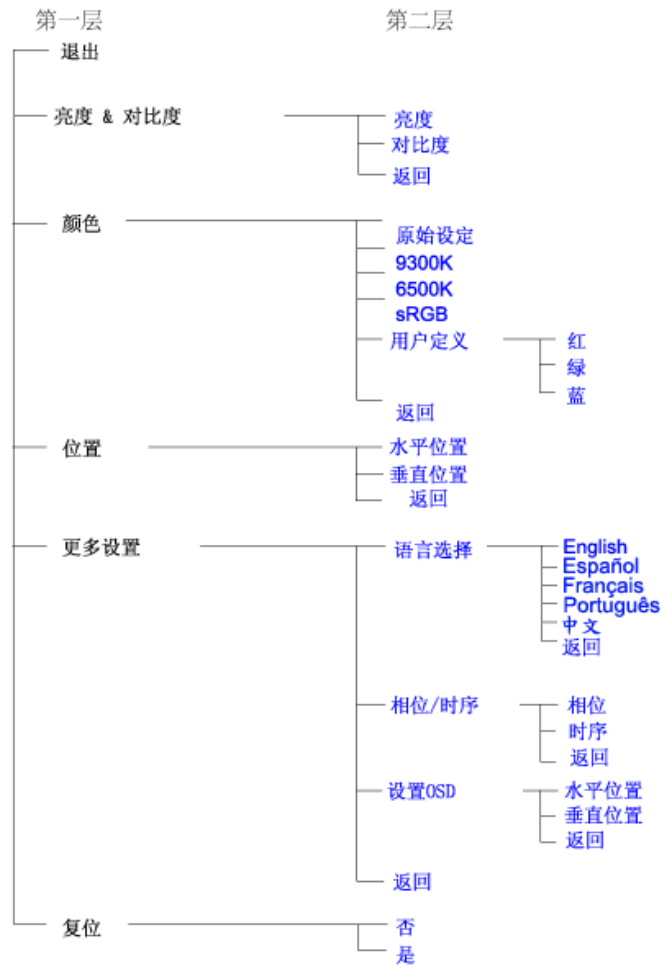 第一层 第二层
退出
亮度 & 对比度 亮度
对比度
返回
颜色
原始设定
9300K
6500K
sRGB
用户定义 红
绿
蓝
返回
位置 水平位置
垂直位置
返回
更多设置 语言选择 English
Español
Français
Português
中文
返回
相位/时序 相位
时序
返回
设置OSD 水平位置
垂直位置
返回
返回
复位 否
是